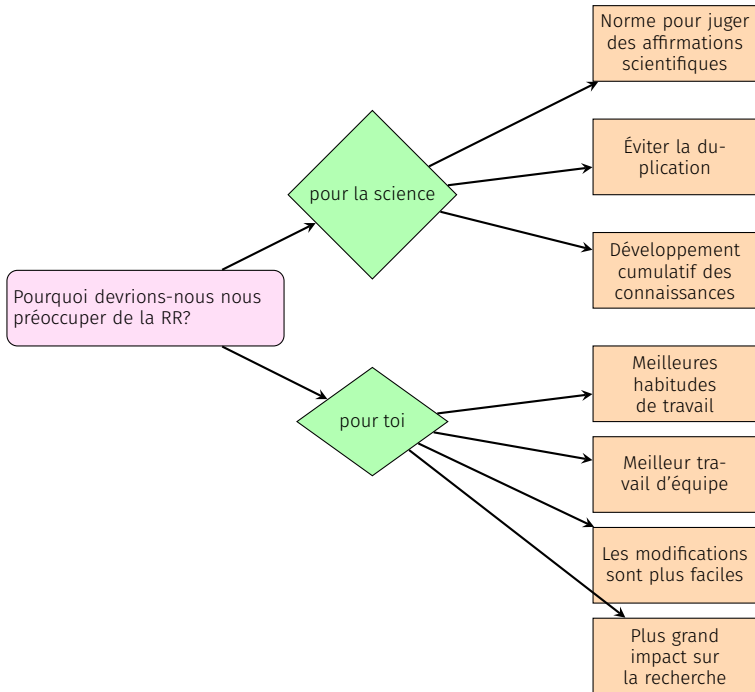 Pourquoi devrions-nous nous
préoccuper de la RR?
pour la science
Norme pour juger
des affirmations
scientifiques
Éviter la du-
plication
Développement
cumulatif des
connaissances
pour toi
Meilleures
habitudes
de travail
Meilleur tra-
vail d'équipe
Les modifications
sont plus faciles
Plus grand
impact sur
la recherche